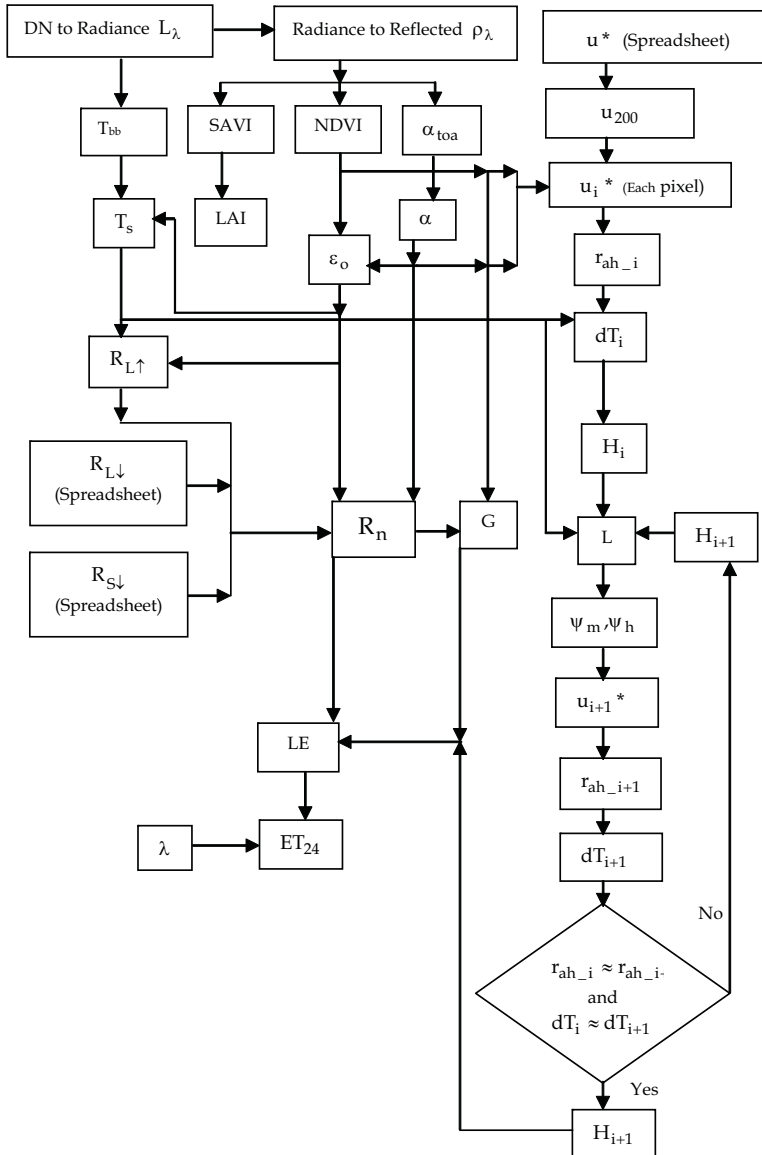 DN to Radiance L_λ
Radiance to Reflected ρ_λ
u* (Spreadsheet)
T_bb
SAVI
NDVI
α_toa
u_200
T_s
LAI
α
u_i* (Each pixel)
ε_o
r_ah_i
R_L↑
dT_i
R_L↓
(Spreadsheet)
H_i
R_n
G
L
H_i+1
R_S↓
(Spreadsheet)
ψ_m,ψ_h
u_i+1*
LE
r_ah_i+1
λ
ET_24
dT_i+1
No
r_ah_i ≈ r_ah_i-
and
dT_i ≈ dT_i+1
Yes
H_i+1